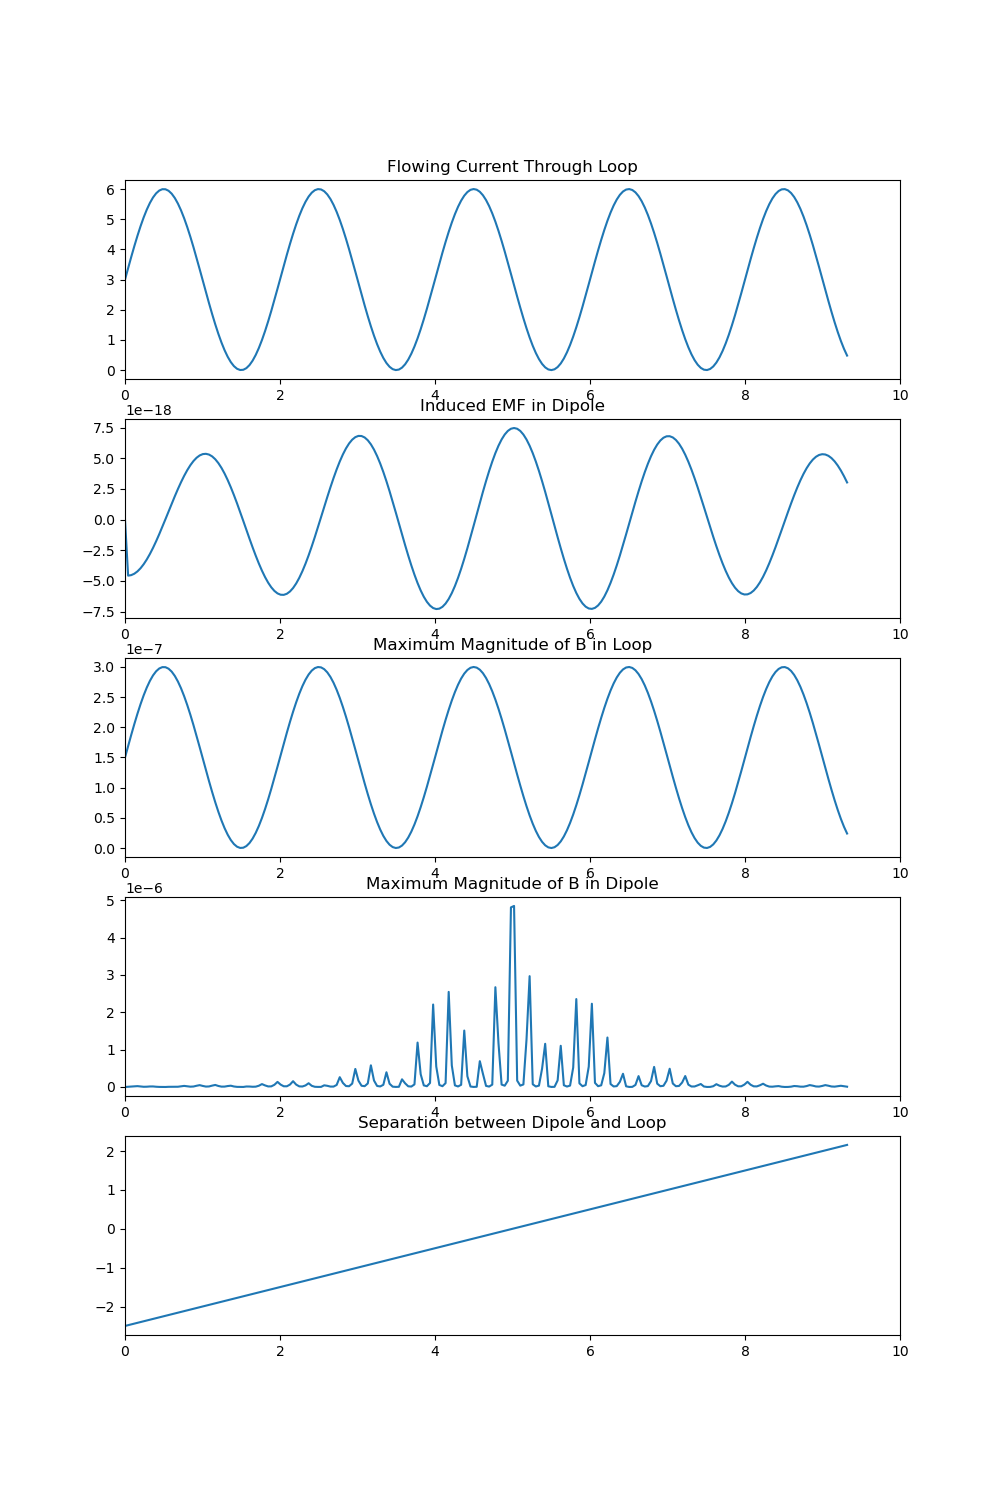 Flowing Current Through Loop
6
5
4
3
2
1
0
0 2 4 6 8 10
1e−18
Induced EMF in Dipole
7.5
5.0
2.5
0.0
−2.5
−5.0
−7.5
0 2 4 6 8 10
1e−7
Maximum Magnitude of B in Loop
3.0
2.5
2.0
1.5
1.0
0.5
0.0
0 2 4 6 8 10
1e−6
Maximum Magnitude of B in Dipole
5
4
3
2
1
0
0 2 4 6 8 10
Separation between Dipole and Loop
2
1
0
−1
−2
0 2 4 6 8 10